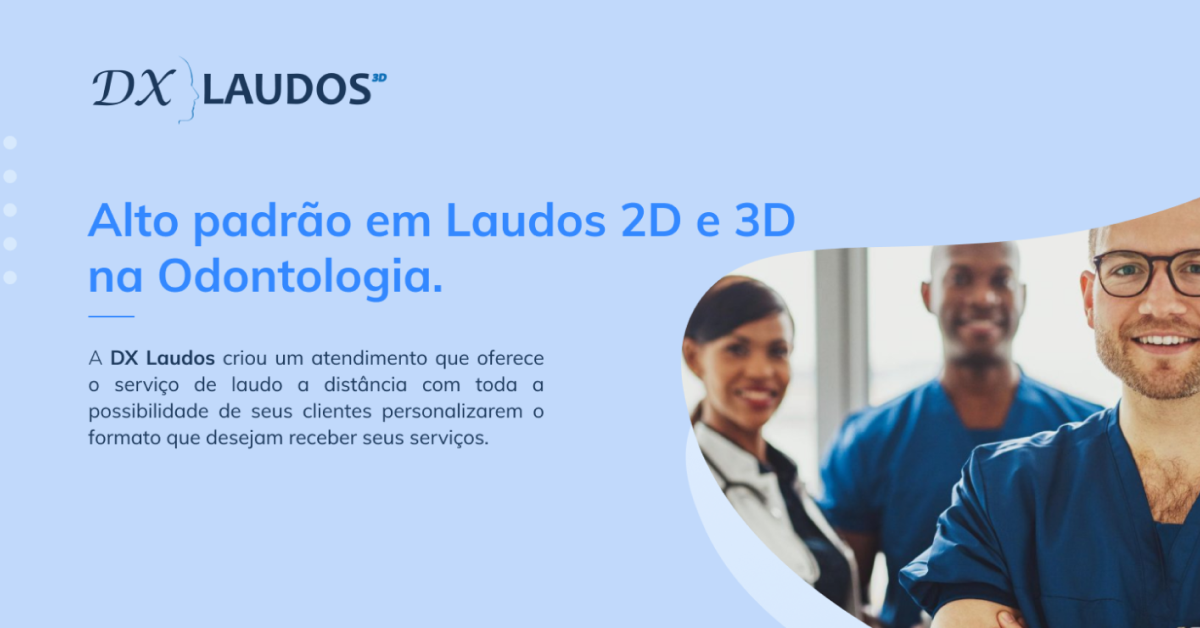 DX LAUDOS 3D
Alto padrão em Laudos 2D e 3D
na Odontologia.
A DX Laudos criou um atendimento que oferece
o serviço de laudo a distância com toda a
possibilidade de seus clientes personalizarem o
formato que desejam receber seus serviços.